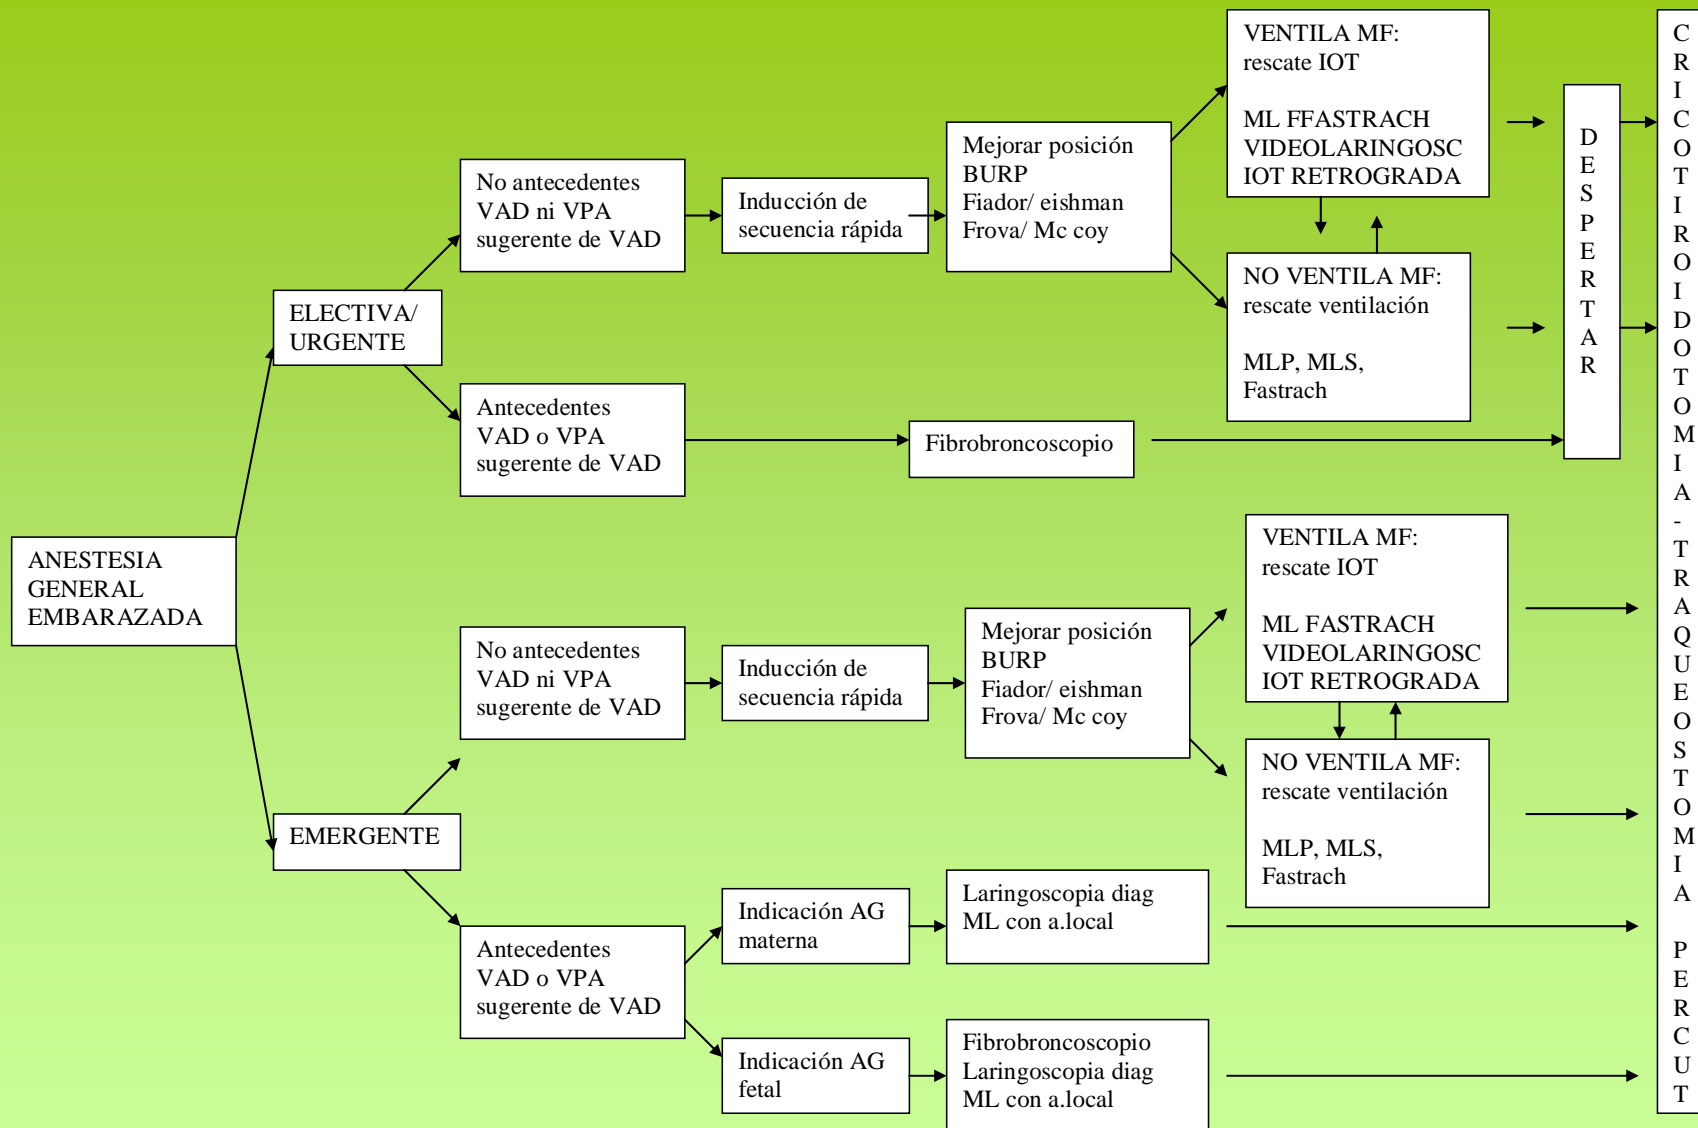 ANESTESIA
GENERAL
EMBARAZADA
ELECTIVA/
URGENTE
No antecedentes
VAD ni VPA
sugerente de VAD
Inducción de
secuencia rápida
Mejorar posición
BURP
Fiador/ eishman
Frova/ Mc coy
VENTILA MF:
rescate IOT
ML FFASTRACH
VIDEOLARINGOSC
IOT RETROGRADA
NO VENTILA MF:
rescate ventilación
MLP, MLS,
Fastrach
Antecedentes
VAD o VPA
sugerente de VAD
Fibrobroncoscopio
DESPERTAR
EMERGENTE
No antecedentes
VAD ni VPA
sugerente de VAD
Inducción de
secuencia rápida
Mejorar posición
BURP
Fiador/ eishman
Frova/ Mc coy
VENTILA MF:
rescate IOT
ML FASTRACH
VIDEOLARINGOSC
IOT RETROGRADA
NO VENTILA MF:
rescate ventilación
MLP, MLS,
Fastrach
Antecedentes
VAD o VPA
sugerente de VAD
Indicación AG
materna
Laringoscopia diag
ML con a.local
Indicación AG
fetal
Fibrobroncoscopio
Laringoscopia diag
ML con a.local
CRICOTIROIDOTOMIA-TRAQUEOSTOMIA PERCUT